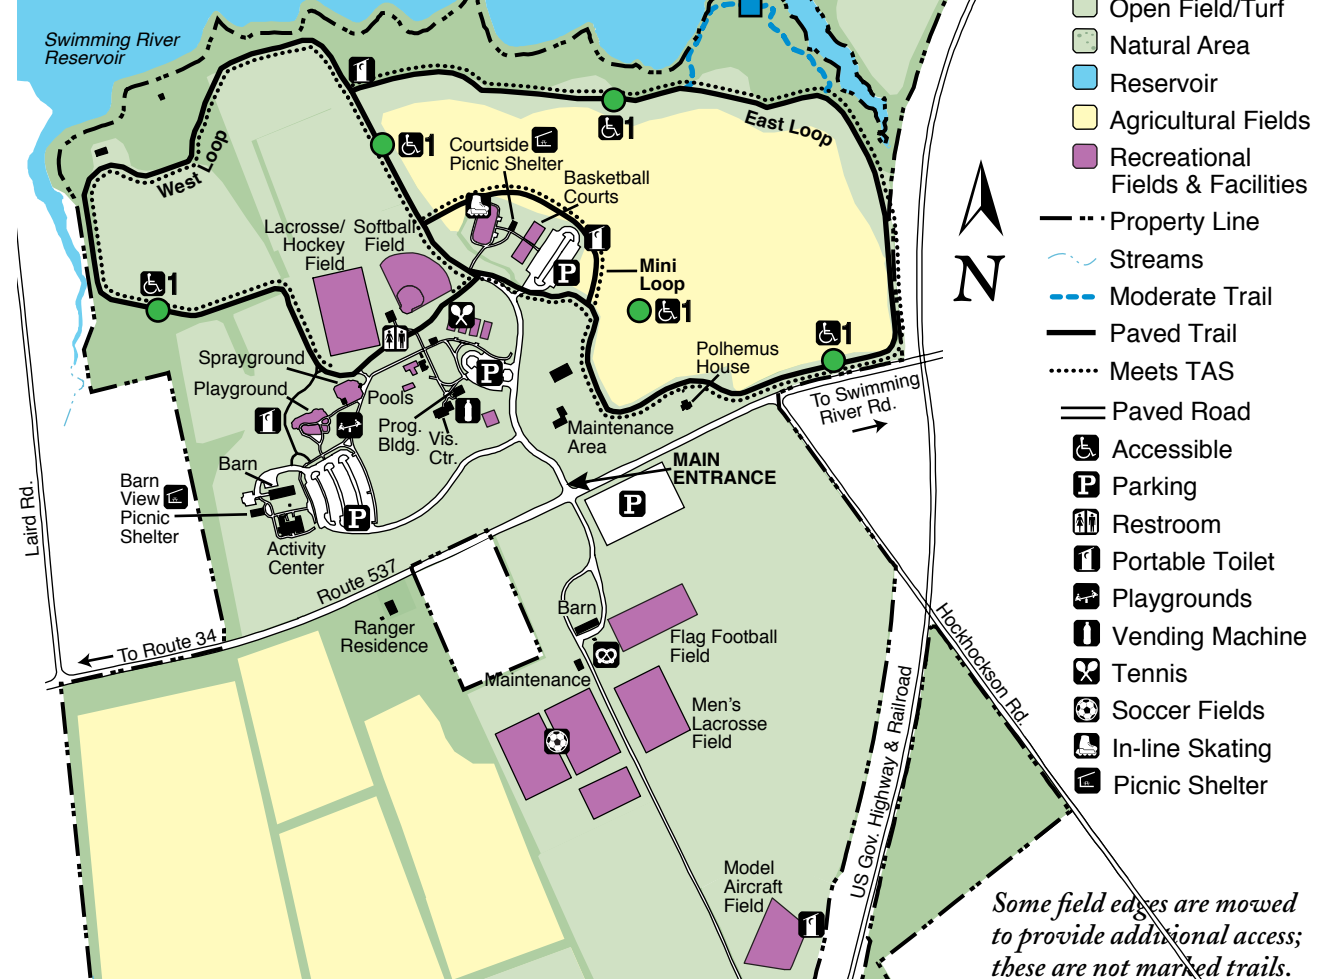 Swimming River
Reservoir
West Loop
East Loop
1
1
1
1
1
Courtside
Picnic Shelter
Basketball
Courts
Lacrosse/
Hockey
Field
Softball
Field
Mini
Loop
P
Polhemus
House
To Swimming
River Rd.
Sprayground
Playground
Pools
P
Prog.
Bldg.
Vis.
Ctr.
Maintenance
Area
MAIN
ENTRANCE
P
Barn
Barn
View
Picnic
Shelter
P
Activity
Center
Laird Rd.
Route 537
To Route 34
Ranger
Residence
Barn
Maintenance
Flag Football
Field
Men's
Lacrosse
Field
Model
Aircraft
Field
US Gov. Highway & Railroad
Hockhockson Rd.
N
Open Field/Turf
Natural Area
Reservoir
Agricultural Fields
Recreational
Fields & Facilities
Property Line
Streams
Moderate Trail
Paved Trail
Meets TAS
Paved Road
Accessible
P Parking
Restroom
Portable Toilet
Playgrounds
Vending Machine
Tennis
Soccer Fields
In-line Skating
Picnic Shelter
Some field edges are mowed
to provide additional access;
these are not marked trails.